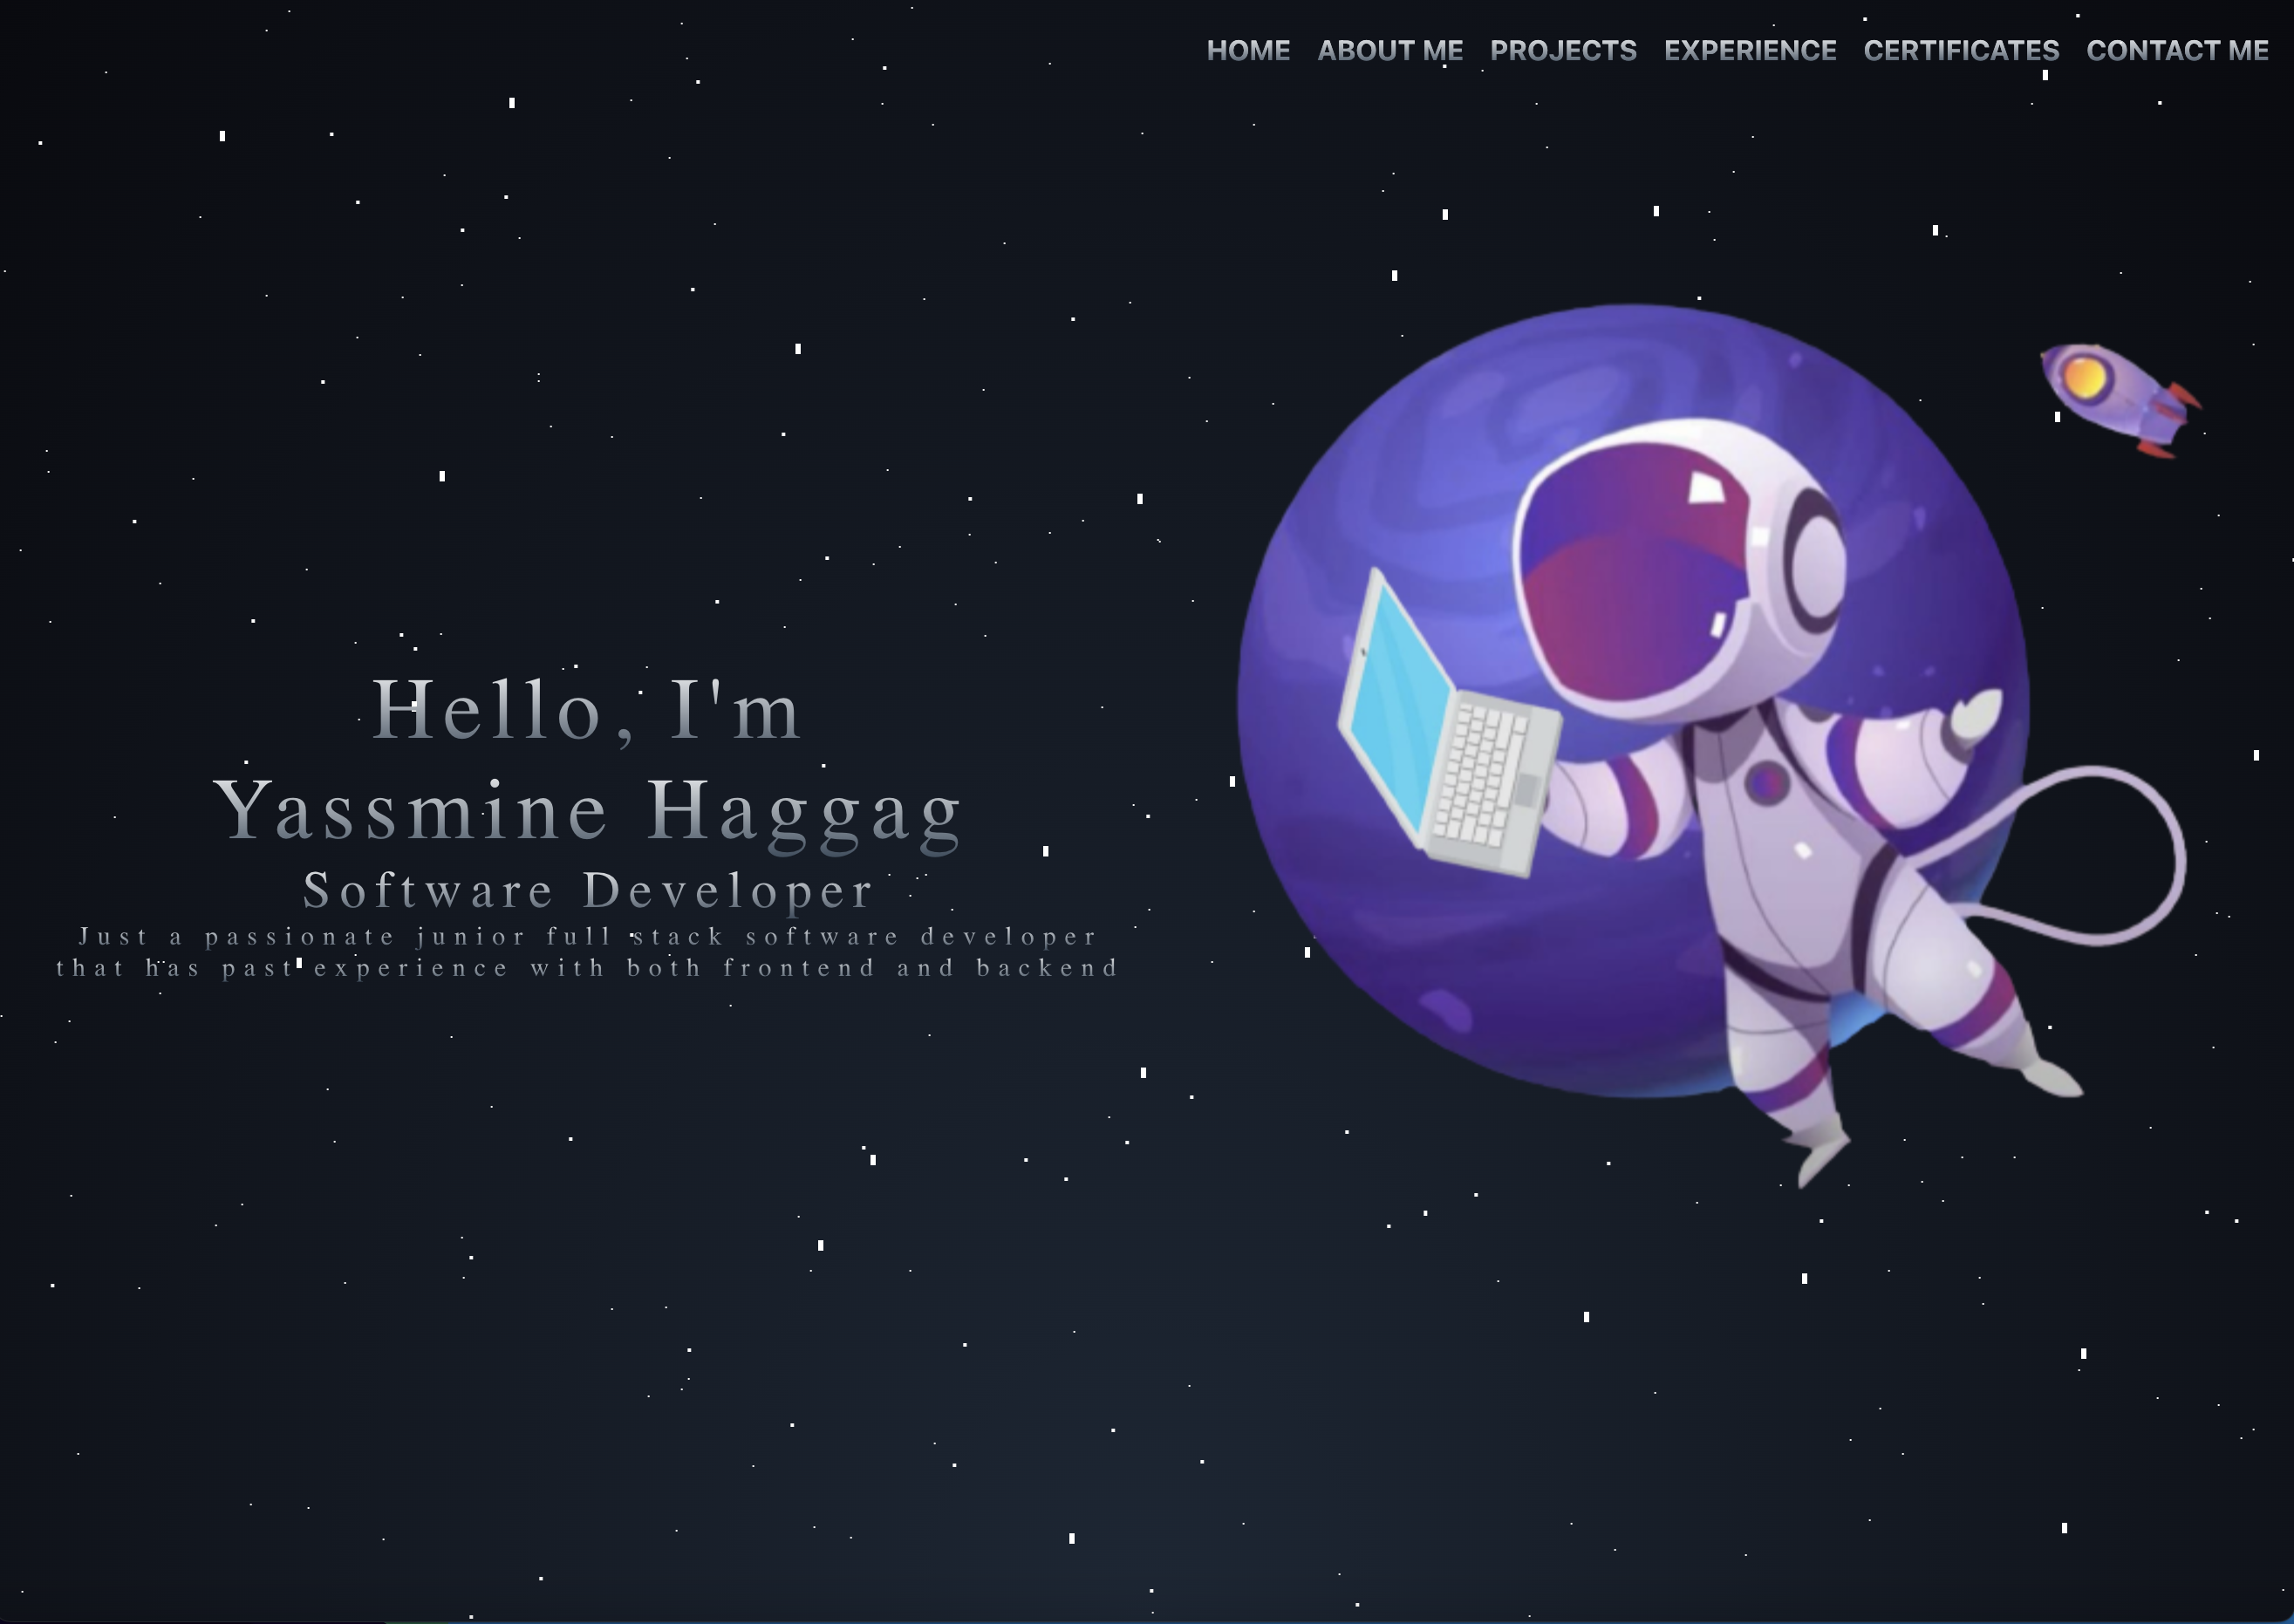 HOME ABOUT ME PROJECTS EXPERIENCE CERTIFICATES CONTACT ME
Hello, I'm
Yassmine Haggag
Software Developer
Just a passionate junior full stack software developer
that has past experience with both frontend and backend